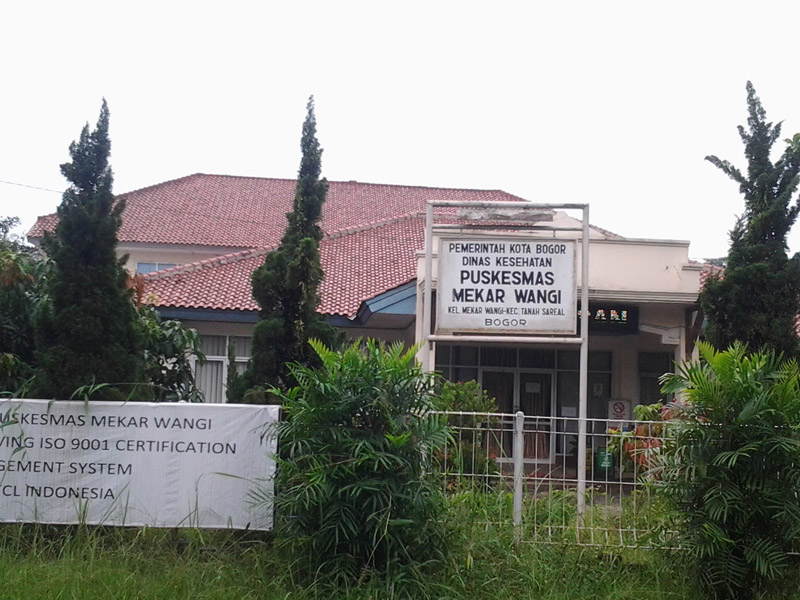 PEMERINTAH KOTA BOGOR
DINAS KESEHATAN
PUSKESMAS
MEKAR WANGI
KEL. MEKAR WANGI-KEC. TANAH SAREAL
BOGOR
PUSKESMAS MEKAR WANGI
VING ISO 9001 CERTIFICATION
GEMENT SYSTEM
CL INDONESIA